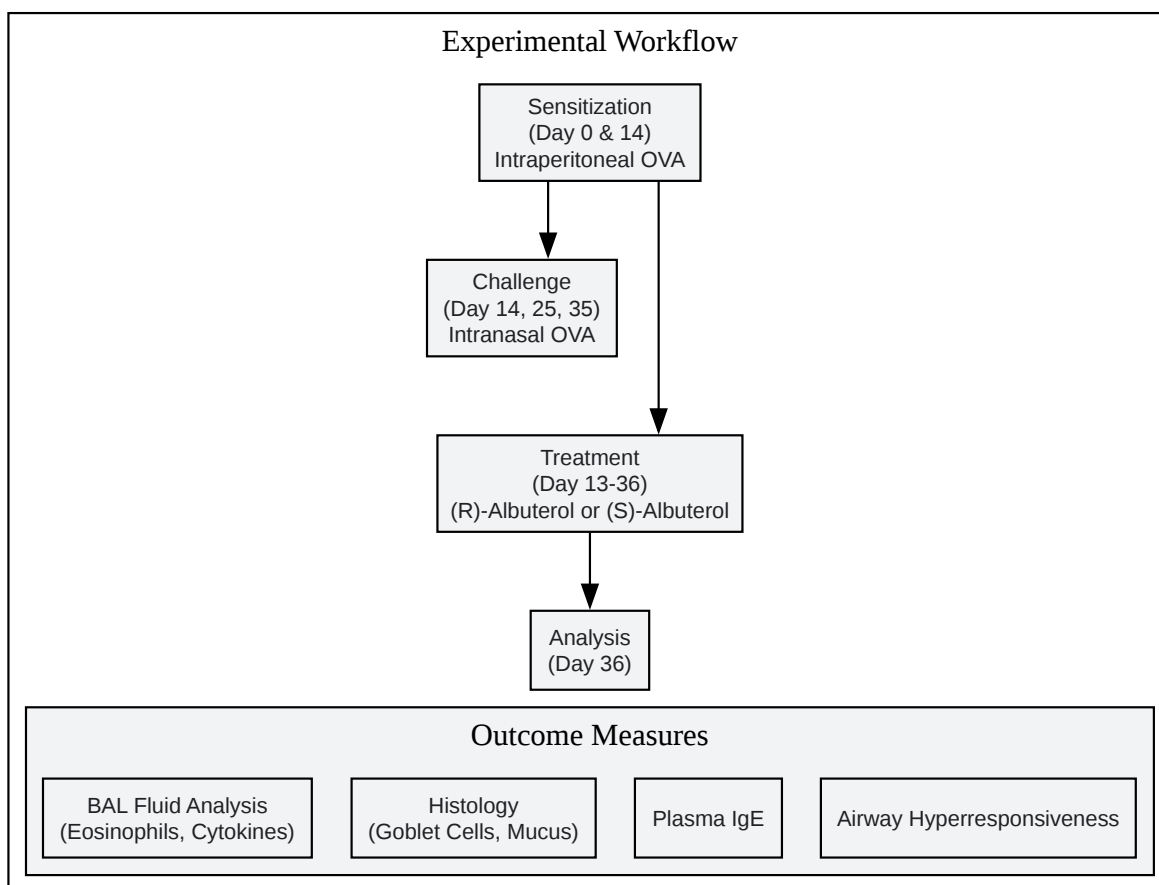 Experimental Workflow
Sensitization
(Day 0 & 14)
Intraperitoneal OVA
Challenge
(Day 14, 25, 35)
Intranasal OVA
Treatment
(Day 13-36)
(R)-Albuterol or (S)-Albuterol
Analysis
(Day 36)
Outcome Measures
BAL Fluid Analysis
(Eosinophils, Cytokines)
Histology
(Goblet Cells, Mucus)
Plasma IgE
Airway Hyperresponsiveness